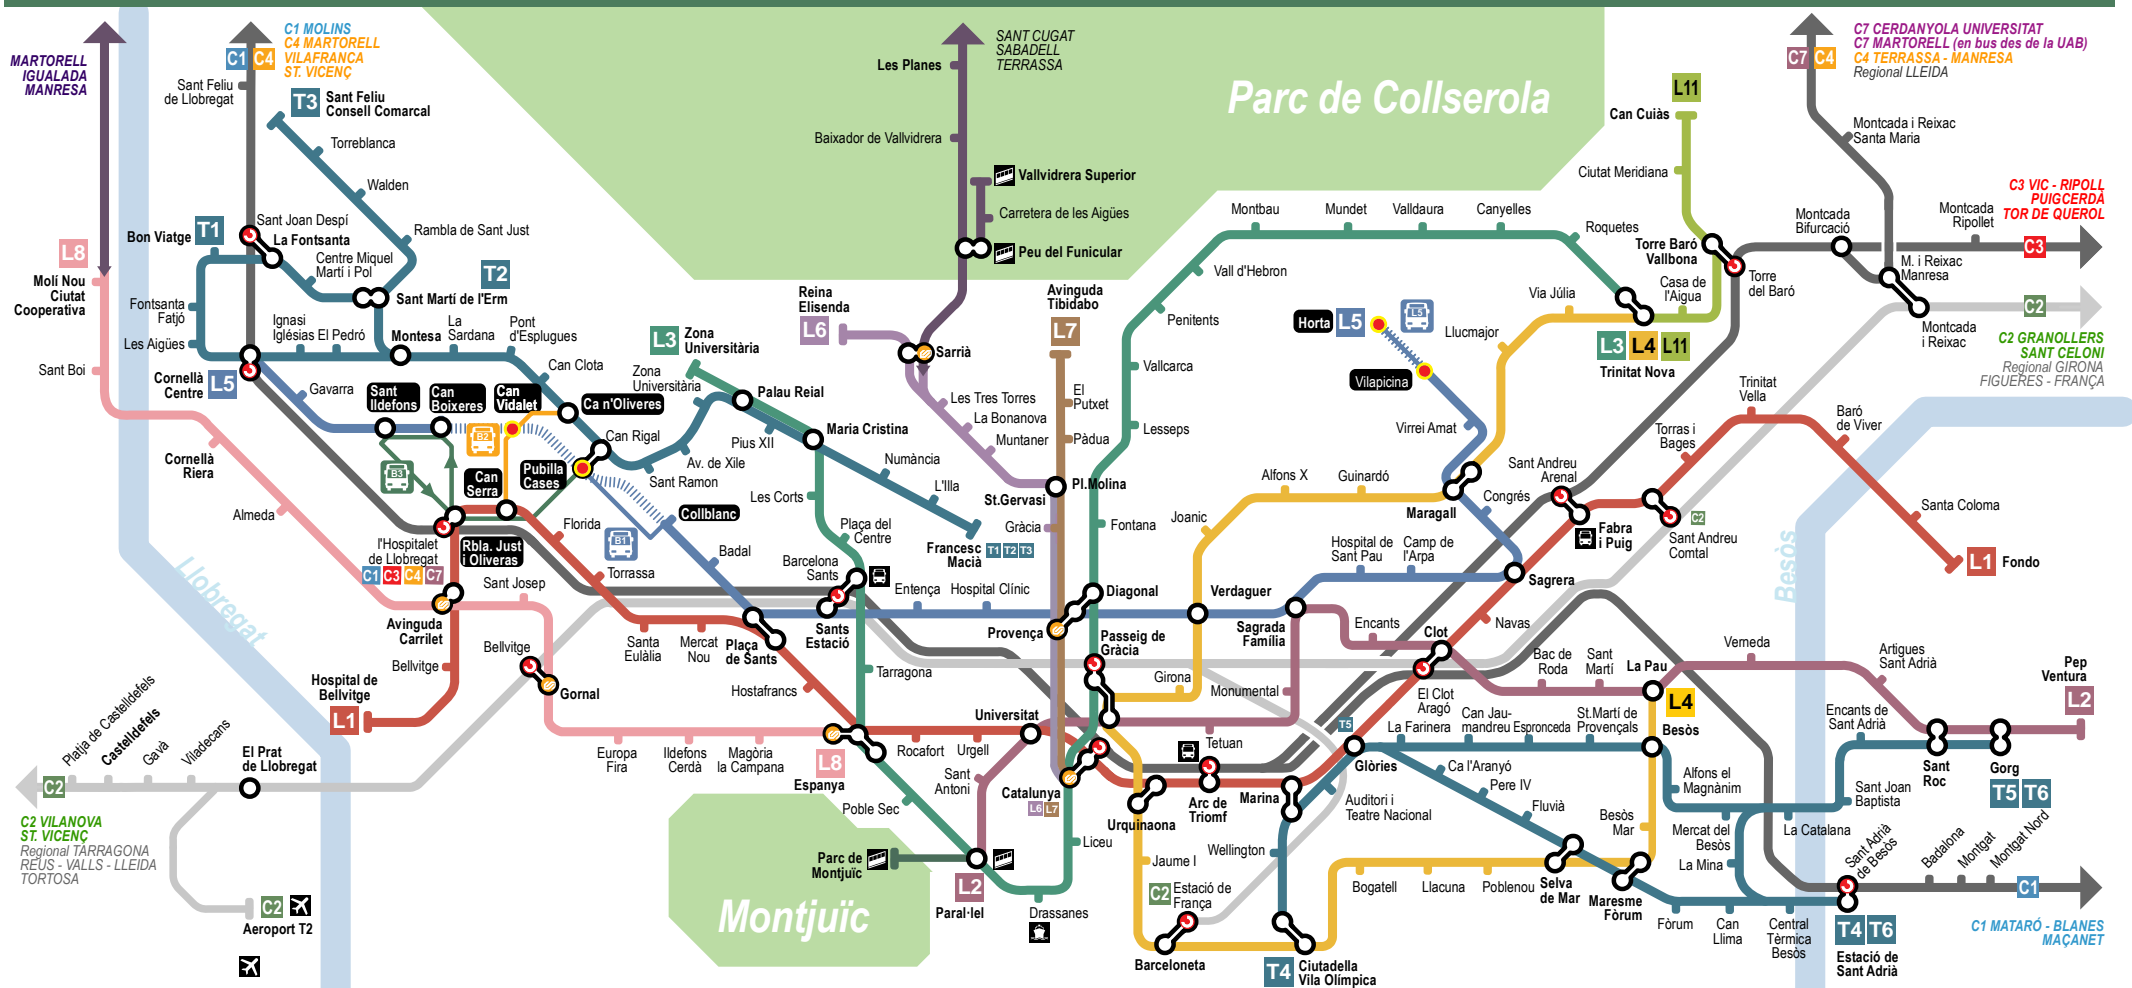 MARTORELL
IGUALADA
MANRESA
C1 MOLINS
C4 MARTORELL
VILAFRANCA
ST. VICENÇ
C1 C4
Sant Feliu
de Llobregat
T3
Sant Feliu
Consell Comarcal
Torreblanca
Walden
Rambla de Sant Just
Sant Joan Despí
La Fontsanta
Centre Miquel
Martí i Pol
Bon Viatge
T1
T2
Sant Martí de l'Erm
L8
Molí Nou
Ciutat
Cooperativa
Fontsanta
Fatjó
Les Aigües
Ignasi
Iglésias
El Pedró
Montesa
La
Sardana
Pont
d'Esplugues
Can Clota
Sant Boi
Cornellà
Centre
L5
Gavarra
Sant
Ildefons
Can
Boixeres
Can
Vidalet
Ca n'Oliveres
B2
B3
Can Rigal
Cornellà
Riera
Can
Serra
Pubilla
Cases
Av. de Xile
Sant Ramon
Almeda
l'Hospitalet
de Llobregat
C1 C3 C4 C7
Rbla. Just
i Oliveras
Florida
B1
Collblanc
Badal
Torrassa
Llobregat
Sant Josep
Avinguda
Carrilet
Bellvitge
Bellvitge
Gornal
Hospital de
Bellvitge
L1
Santa
Eulàlia
Mercat
Nou
Plaça
de Sants
Hostafrancs
Platja de Castelldefels
Castelldefels
Gavà
Viladecans
El Prat
de Llobregat
C2
C2 VILANOVA
ST. VICENÇ
Regional TARRAGONA
REUS - VALLS - LLEIDA
TORTOSA
C2
Aeroport T2
Europa
Fira
Ildefons
Cerdà
Magòria
la Campana
L8
Espanya
SANT CUGAT
SABADELL
TERRASSA
Les Planes
Baixador de Vallvidrera
Vallvidrera Superior
Carretera de les Aigües
Peu del Funicular
Parc de Collserola
Reina
Elisenda
L6
Sarrià
Avinguda
Tibidabo
L7
L3
Zona
Universitària
Zona
Universitària
Palau Reial
Pius XII
Maria Cristina
Les Tres Torres
La Bonanova
Muntaner
El
Putxet
Pàdua
Numància
L'Illa
Les Corts
Plaça del
Centre
St.Gervasi
Pl.Molina
Gràcia
Francesc
Macià
T1 T2 T3
Barcelona
Sants
Sants
Estació
Entença
Hospital Clínic
Provença
Diagonal
Tarragona
Passeig de
Gràcia
Universitat
Rocafort
Urgell
Sant
Antoni
Catalunya
L6 L7
Poble Sec
Parc de
Montjuïc
Montjuïc
L2
Paral·lel
Drassanes
Liceu
Urquinaona
Jaume I
Arc de
Triomf
Tetuan
Girona
Monumental
C2
Estació de
França
Barceloneta
Marina
Wellington
T4
Ciutadella
Vila Olímpica
Montbau
Mundet
Valldaura
Canyelles
Roquetes
Vall d'Hebron
Penitents
Vallcarca
Lesseps
Fontana
Horta
L5
L5
Vilapicina
Llucmajor
Via Júlia
Virrei Amat
Alfons X
Guinardó
Joanic
Maragall
Congrés
Hospital de
Sant Pau
Camp de
l'Arpa
Sagrera
Verdaguer
Sagrada
Família
Encants
Clot
Navas
El Clot
Aragó
Bac de
Roda
Sant
Martí
La Pau
L4
Besòs
Verneda
Artigues
Sant Adrià
Pep
Ventura
L2
T5
La Farinera
Can Jau-
mandreu
Espronceda
St.Martí de
Provençals
Glòries
Auditori i
Teatre Nacional
Ca l'Aranyó
Pere IV
Fluvià
Besòs
Mar
Bogatell
Llacuna
Poblenou
Selva
de Mar
Maresme
Fòrum
Alfons el
Magnànim
Mercat del
Besòs
La Mina
La Catalana
Sant Joan
Baptista
Encants de
Sant Adrià
Sant
Roc
Gorg
T5 T6
Fòrum
Can
Llima
Central
Tèrmica
Besòs
Sant Adrià
de Besòs
T4 T6
Estació de
Sant Adrià
Badalona
Montgat
Montgat Nord
C1
C1 MATARÓ - BLANES
MAÇANET
L11
Can Cuiàs
Ciutat Meridiana
Torre Baró
Vallbona
Casa de
l'Aigua
Torre
del Baró
L3 L4 L11
Trinitat Nova
Trinitat
Vella
Torras i
Bages
Baró
de Viver
Sant Andreu
Arenal
Fabra
i Puig
C2
Sant Andreu
Comtal
Santa Coloma
L1
Fondo
Besòs
C7 C4
C7 CERDANYOLA UNIVERSITAT
C7 MARTORELL (en bus des de la UAB)
C4 TERRASSA - MANRESA
Regional LLEIDA
Montcada i Reixac
Santa Maria
Montcada
Bifurcació
Montcada
Ripollet
C3 VIC - RIPOLL
PUIGCERDÀ
TOR DE QUEROL
C3
M. i Reixac
Manresa
C2
Montcada
i Reixac
C2 GRANOLLERS
SANT CELONI
Regional GIRONA
FIGUERES - FRANÇA